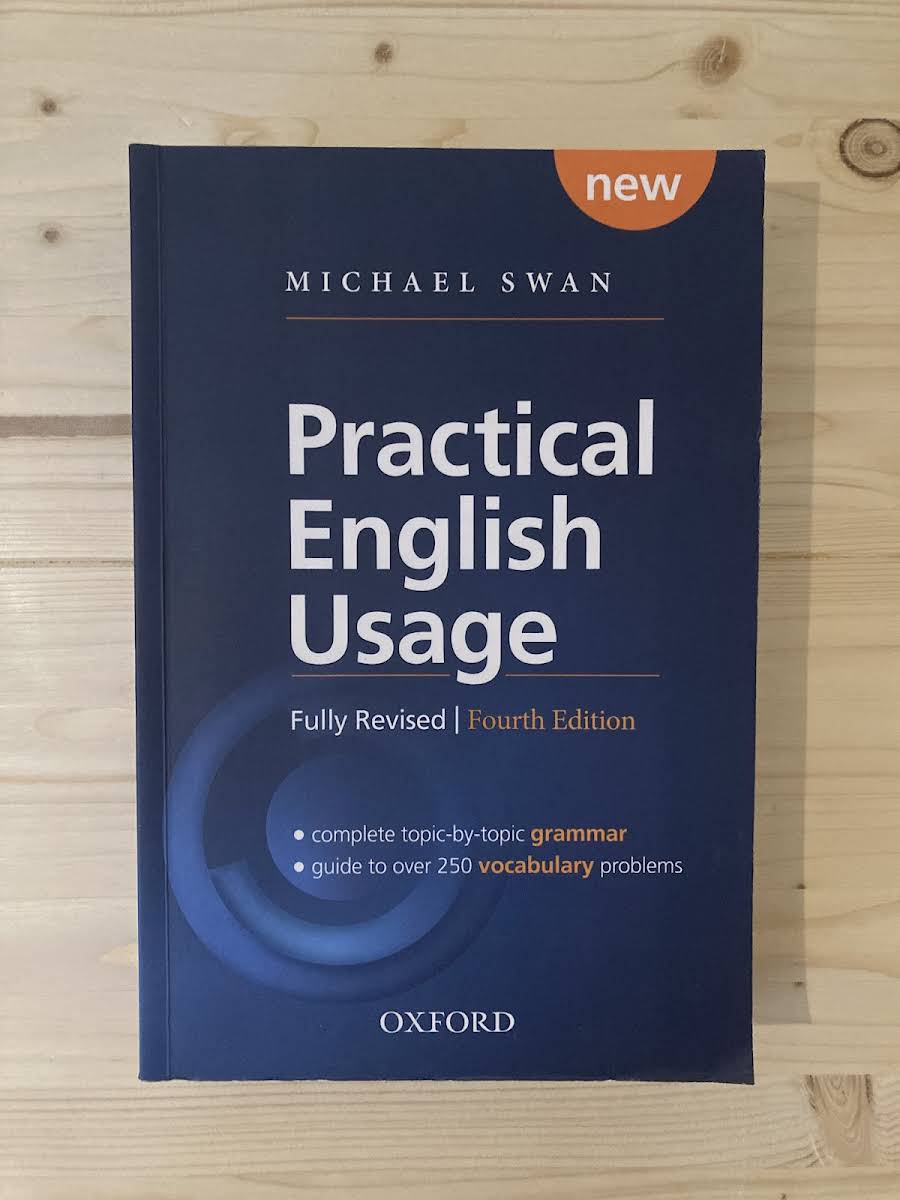 new
MICHAEL SWAN
Practical
English
Usage
Fully Revised | Fourth Edition
• complete topic-by-topic grammar
• guide to over 250 vocabulary problems
OXFORD